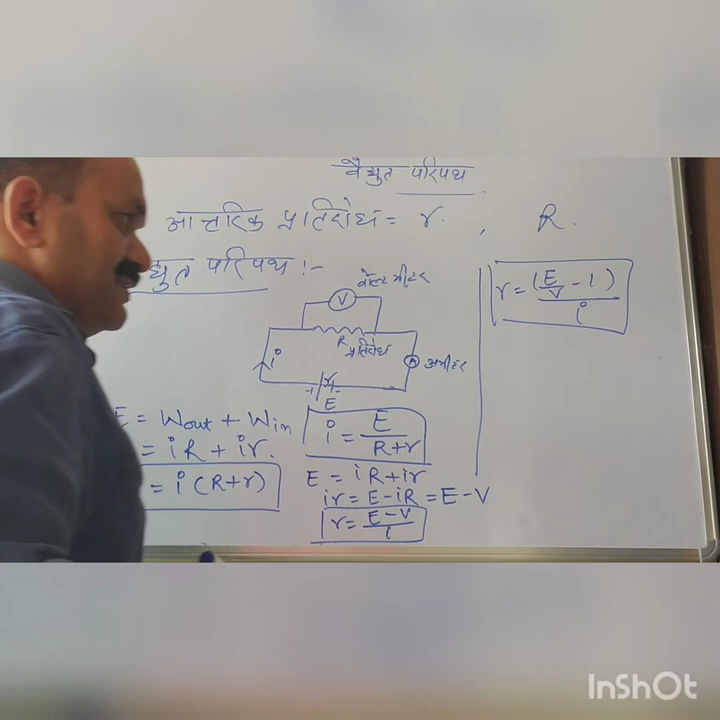 वैद्युत परिपथ
आन्तरिक प्रतिरोध = r. , R.
द्युत परिपथ :-
वोल्ट मीटर
V
R
प्रतिरोध
i
A अमीटर
+ r -
E
E = Wout + Win
= iR + ir.
= i (R+r)
i = E / R+r
E = iR + ir
ir = E-iR = E-V
r = E-V / i
r = (E/V - 1) / i
InShOt